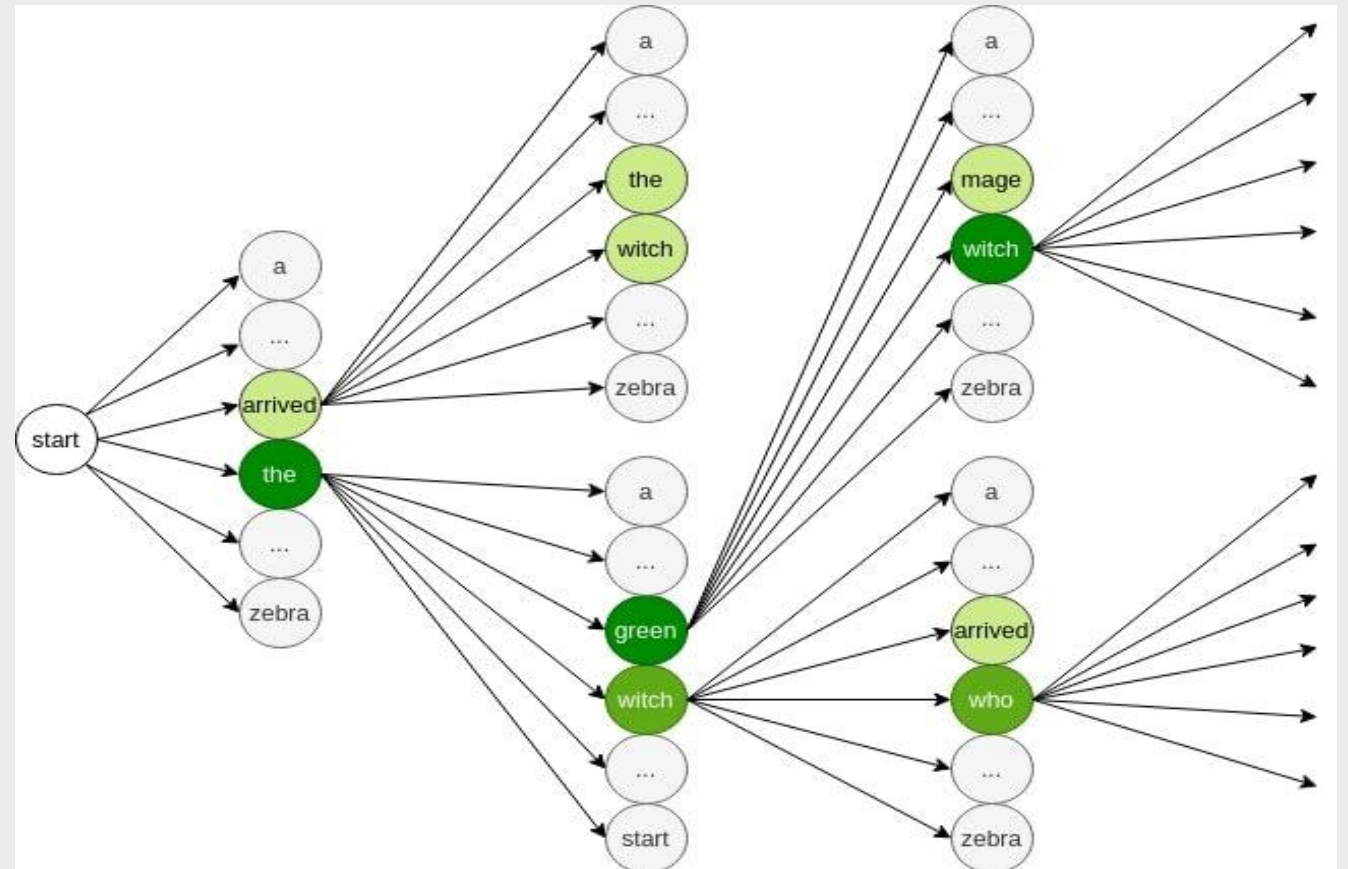 start
a
...
arrived
the
...
zebra
a
...
the
witch
...
zebra
a
...
green
witch
...
start
a
...
mage
witch
...
zebra
a
...
arrived
who
...
zebra